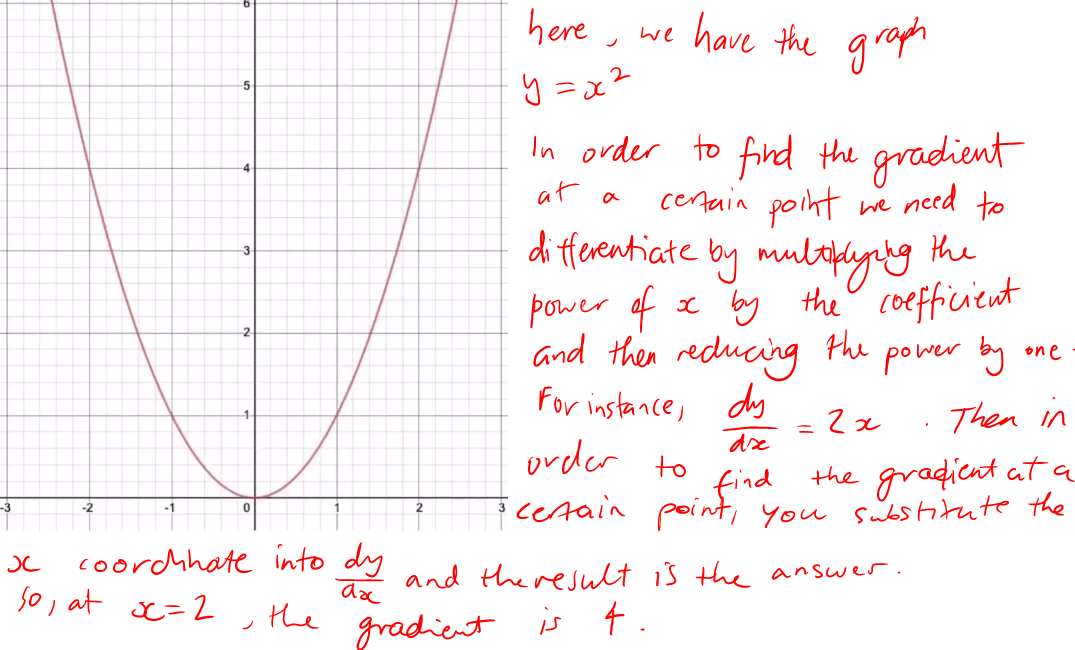 6
5
4
3
2
1
-3 -2 -1 0 1 2 3
here, we have the graph
y = x²
In order to find the gradient
at a certain point we need to
differentiate by multiplying the
power of x by the coefficient
and then reducing the power by one.
For instance, dy/dx = 2x. Then in
order to find the gradient at a
certain point, you substitute the
x coordinate into dy/dx and the result is the answer.
So, at x=2, the gradient is 4.